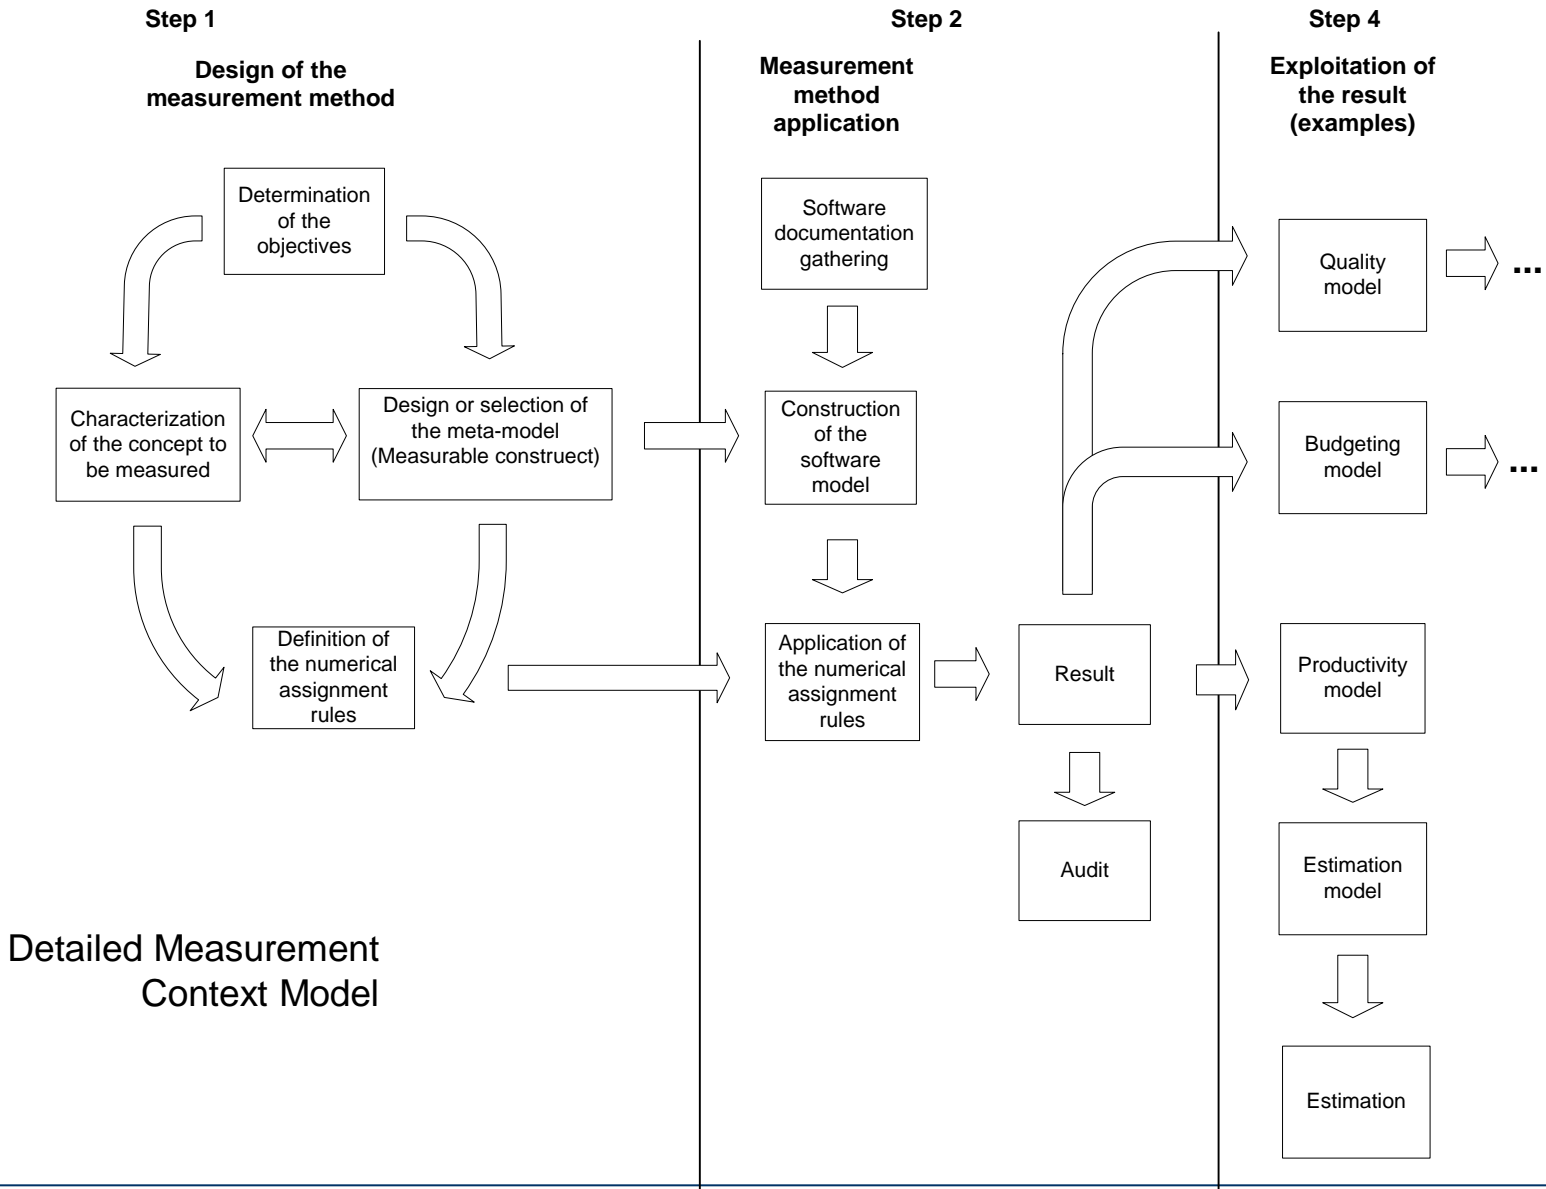 Step 1
Design of the
measurement method
Determination
of the
objectives
Characterization
of the concept to
be measured
Design or selection of
the meta-model
(Measurable construect)
Definition of
the numerical
assignment
rules
Detailed Measurement
Context Model
Step 2
Measurement
method
application
Software
documentation
gathering
Construction
of the
software
model
Application of
the numerical
assignment
rules
Result
Audit
Step 4
Exploitation of
the result
(examples)
Quality
model
...
Budgeting
model
...
Productivity
model
Estimation
model
Estimation